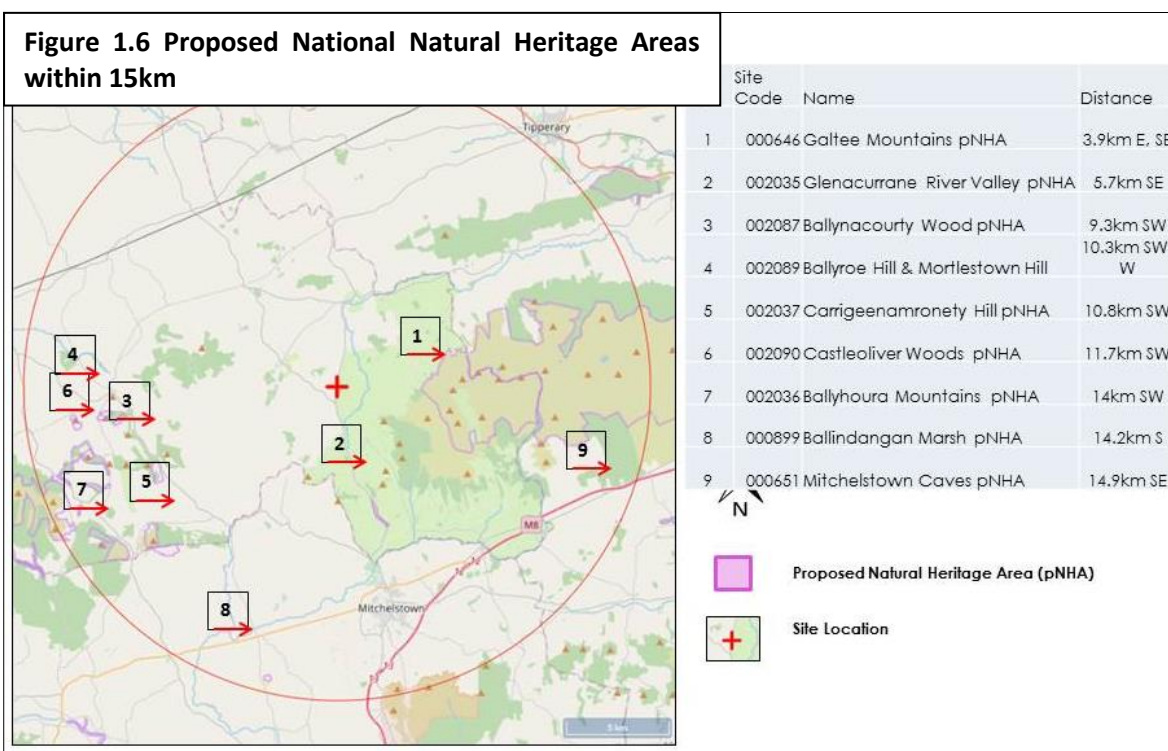 Figure 1.6 Proposed National Natural Heritage Areas
within 15km
Site
Code Name Distance
1 000646 Galtee Mountains pNHA 3.9km E, SE
2 002035 Glenacurrane River Valley pNHA 5.7km SE
3 002087 Ballynacourty Wood pNHA 9.3km SW
4 002089 Ballyroe Hill & Mortlestown Hill 10.3km SW
W
5 002037 Carrigeenamronety Hill pNHA 10.8km SW
6 002090 Castleoliver Woods pNHA 11.7km SW
7 002036 Ballyhoura Mountains pNHA 14km SW
8 000899 Ballindangan Marsh pNHA 14.2km S
9 000651 Mitchelstown Caves pNHA 14.9km SE
N
Proposed Natural Heritage Area (pNHA)
Site Location
Tipperary
1
4
6
3
2
9
7
5
M8
8
Mitchelstown
5 km